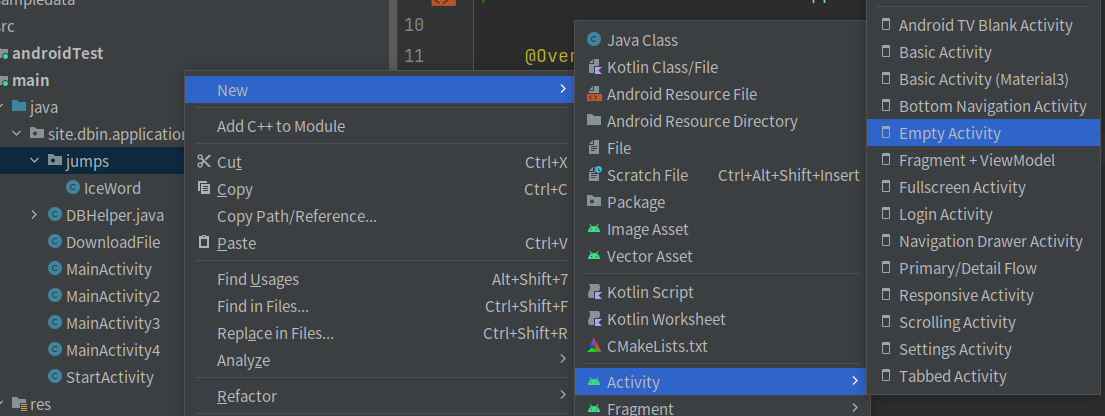 sampledata
src
androidTest
main
java
site.dbin.application
jumps
IceWord
DBHelper.java
DownloadFile
MainActivity
MainActivity2
MainActivity3
MainActivity4
StartActivity
res
10
11 @Over
New
Add C++ to Module
Cut Ctrl+X
Copy Ctrl+C
Copy Path/Reference...
Paste Ctrl+V
Find Usages Alt+Shift+7
Find in Files... Ctrl+Shift+F
Replace in Files... Ctrl+Shift+R
Analyze
Refactor
Java Class
Kotlin Class/File
Android Resource File
Android Resource Directory
File
Scratch File Ctrl+Alt+Shift+Insert
Package
Image Asset
Vector Asset
Kotlin Script
Kotlin Worksheet
CMakeLists.txt
Activity
Fragment
Android TV Blank Activity
Basic Activity
Basic Activity (Material3)
Bottom Navigation Activity
Empty Activity
Fragment + ViewModel
Fullscreen Activity
Login Activity
Navigation Drawer Activity
Primary/Detail Flow
Responsive Activity
Scrolling Activity
Settings Activity
Tabbed Activity